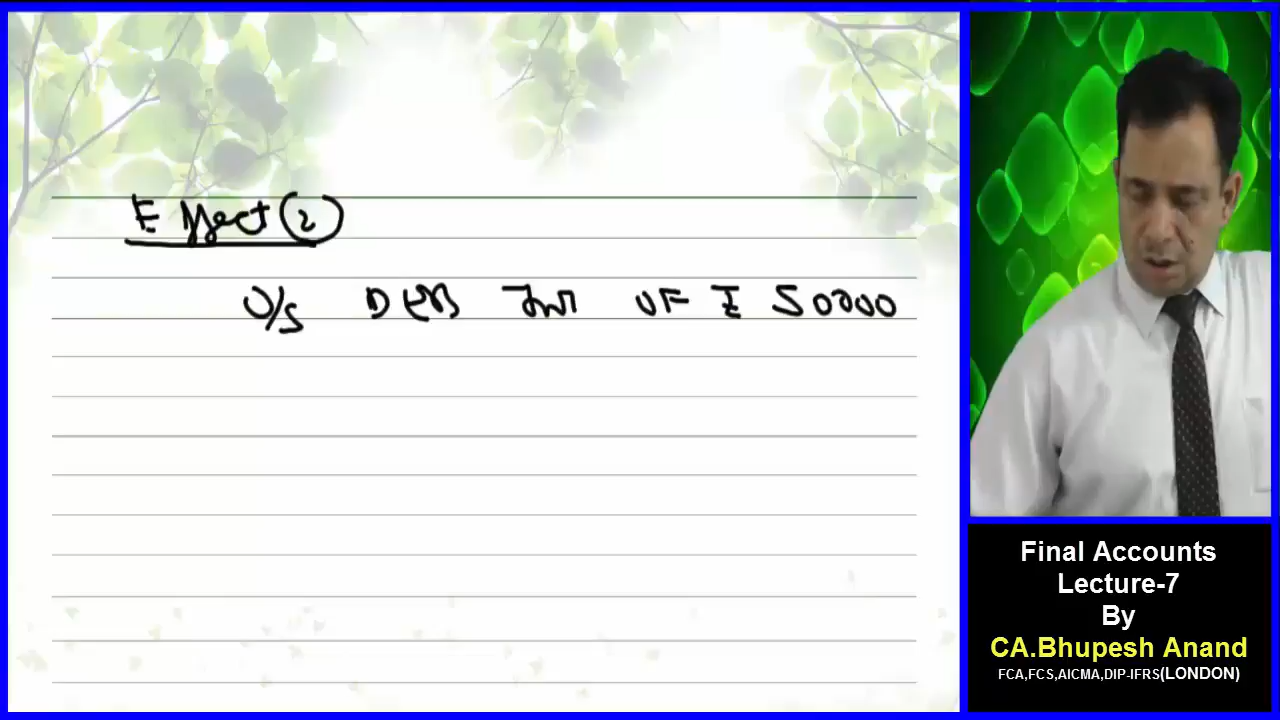 Effect (2)
O/S Deb Int OF ₹ 50000
Final Accounts
Lecture-7
By
CA.Bhupesh Anand
FCA,FCS,AICMA,DIP-IFRS(LONDON)